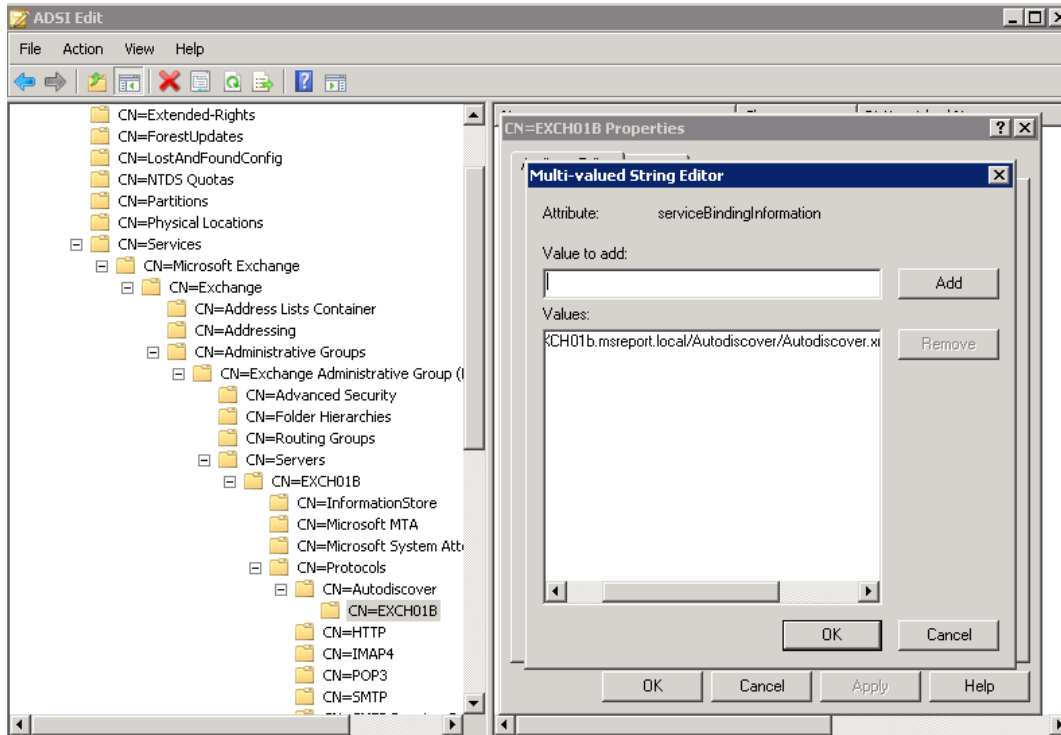 ADSI Edit
File Action View Help
CN=Extended-Rights
CN=ForestUpdates
CN=LostAndFoundConfig
CN=NTDS Quotas
CN=Partitions
CN=Physical Locations
CN=Services
CN=Microsoft Exchange
CN=Exchange
CN=Address Lists Container
CN=Addressing
CN=Administrative Groups
CN=Exchange Administrative Group (
CN=Advanced Security
CN=Folder Hierarchies
CN=Routing Groups
CN=Servers
CN=EXCH01B
CN=InformationStore
CN=Microsoft MTA
CN=Microsoft System Att
CN=Protocols
CN=Autodiscover
CN=EXCH01B
CN=HTTP
CN=IMAP4
CN=POP3
CN=SMTP
CN=EXCH01B Properties
Multi-valued String Editor
Attribute: serviceBindingInformation
Value to add:
Add
Values:
XCH01b.msreport.local/Autodiscover/Autodiscover.x
Remove
OK Cancel
OK Cancel Apply Help